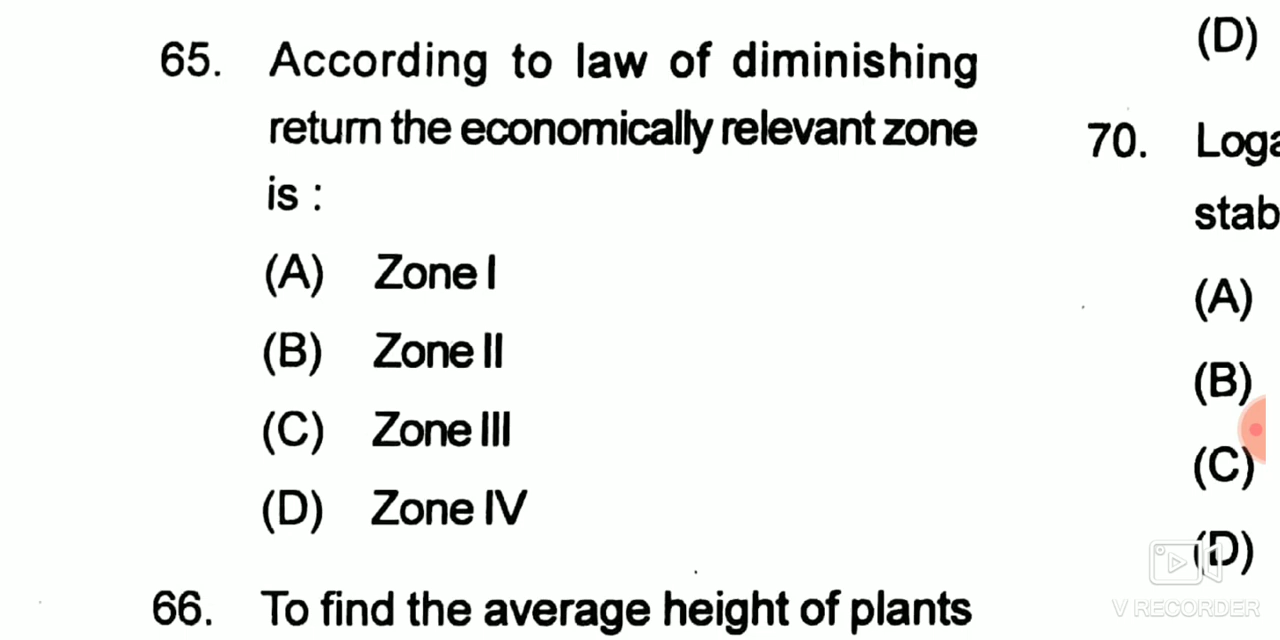 65. According to law of diminishing
return the economically relevant zone
is :
(A) Zone I
(B) Zone II
(C) Zone III
(D) Zone IV
66. To find the average height of plants
(D)
70. Loga
stab
(A)
(B)
(C)
(D)
V RECORDER